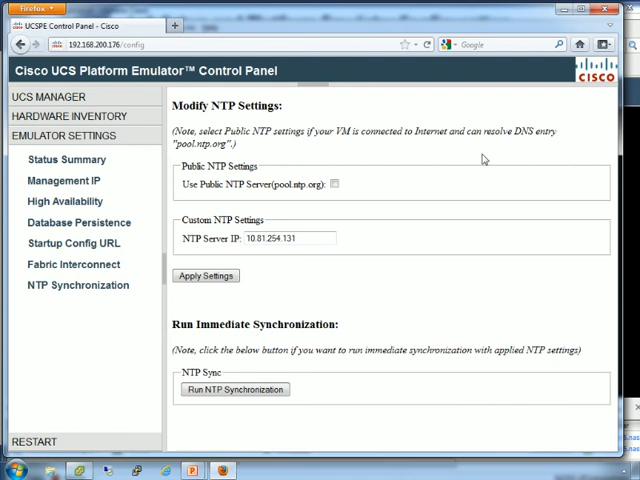 Firefox
UCSPE Control Panel - Cisco
192.168.200.176/config
Google
Cisco UCS Platform Emulator™ Control Panel
CISCO
UCS MANAGER
HARDWARE INVENTORY
EMULATOR SETTINGS
Status Summary
Management IP
High Availability
Database Persistence
Startup Config URL
Fabric Interconnect
NTP Synchronization
RESTART
Modify NTP Settings:
(Note, select Public NTP settings if your VM is connected to Internet and can resolve DNS entry
"pool.ntp.org".)
Public NTP Settings
Use Public NTP Server(pool.ntp.org):
Custom NTP Settings
NTP Server IP: 10.81.254.131
Apply Settings
Run Immediate Synchronization:
(Note, click the below button if you want to run immediate synchronization with applied NTP settings)
NTP Sync
Run NTP Synchronization